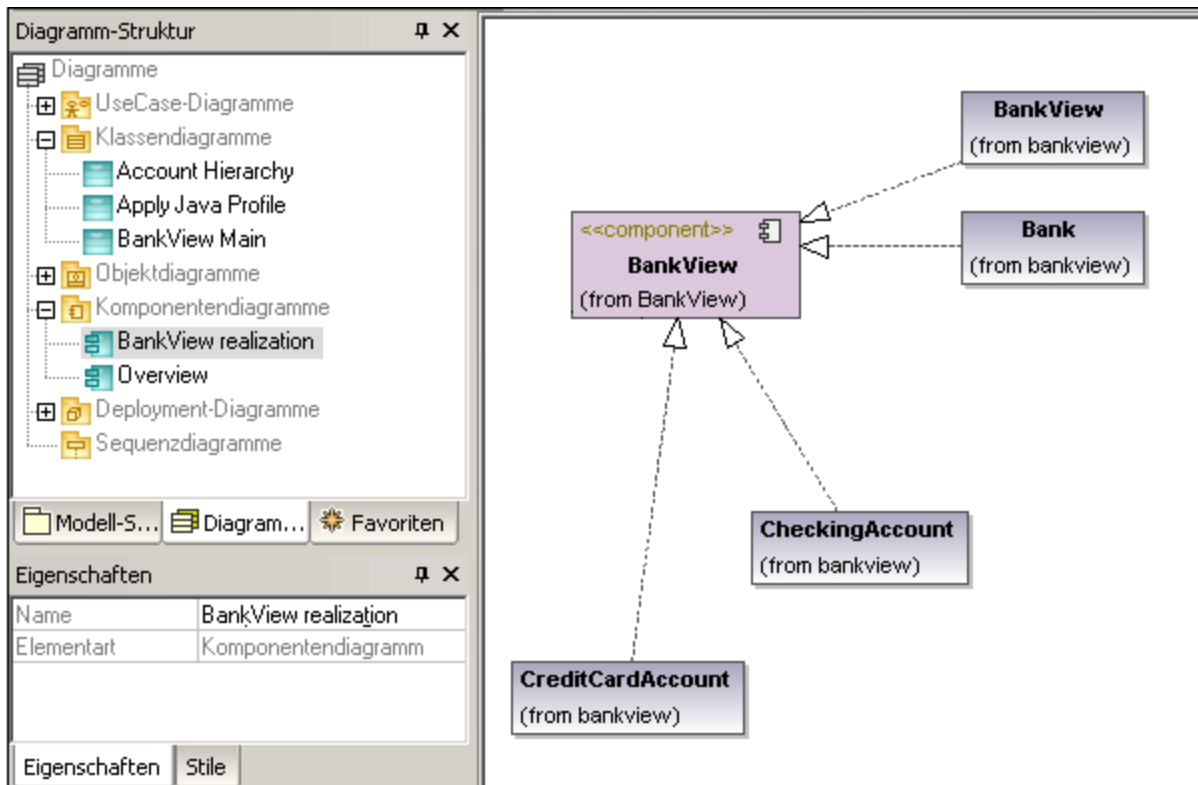 Diagramm-Struktur
Diagramme
UseCase-Diagramme
Klassendiagramme
Account Hierarchy
Apply Java Profile
BankView Main
Objektdiagramme
Komponentendiagramme
BankView realization
Overview
Deployment-Diagramme
Sequenzdiagramme
Modell-S... Diagram... Favoriten
Eigenschaften
Name BankView realization
Elementart Komponentendiagramm
Eigenschaften Stile
BankView
(from bankview)
<<component>>
BankView
(from BankView)
Bank
(from bankview)
CheckingAccount
(from bankview)
CreditCardAccount
(from bankview)